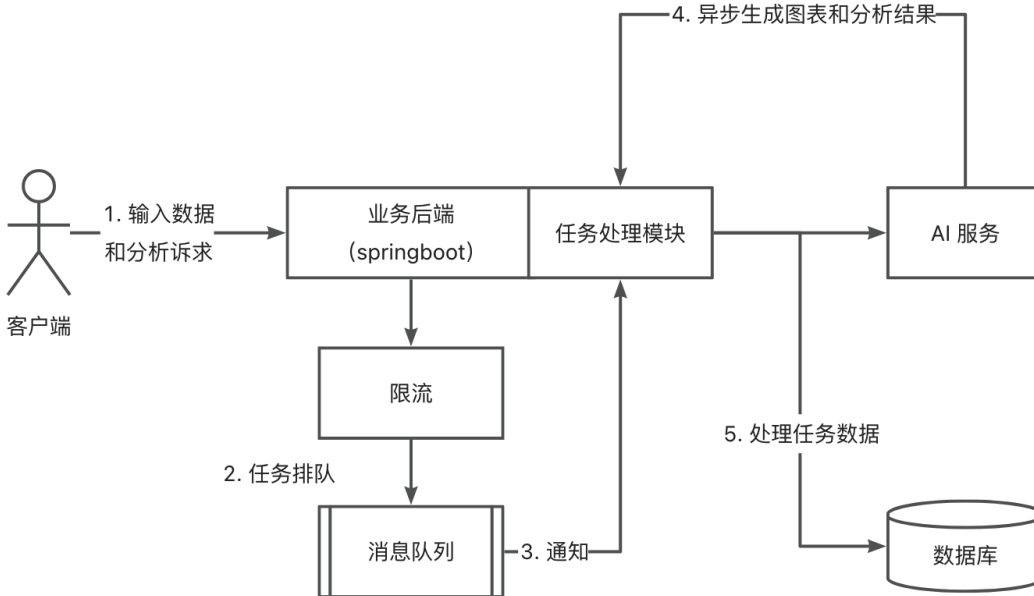 4. 异步生成图表和分析结果
1. 输入数据
和分析诉求
业务后端
（springboot）
任务处理模块
AI 服务
客户端
限流
5. 处理任务数据
2. 任务排队
消息队列
3. 通知
数据库